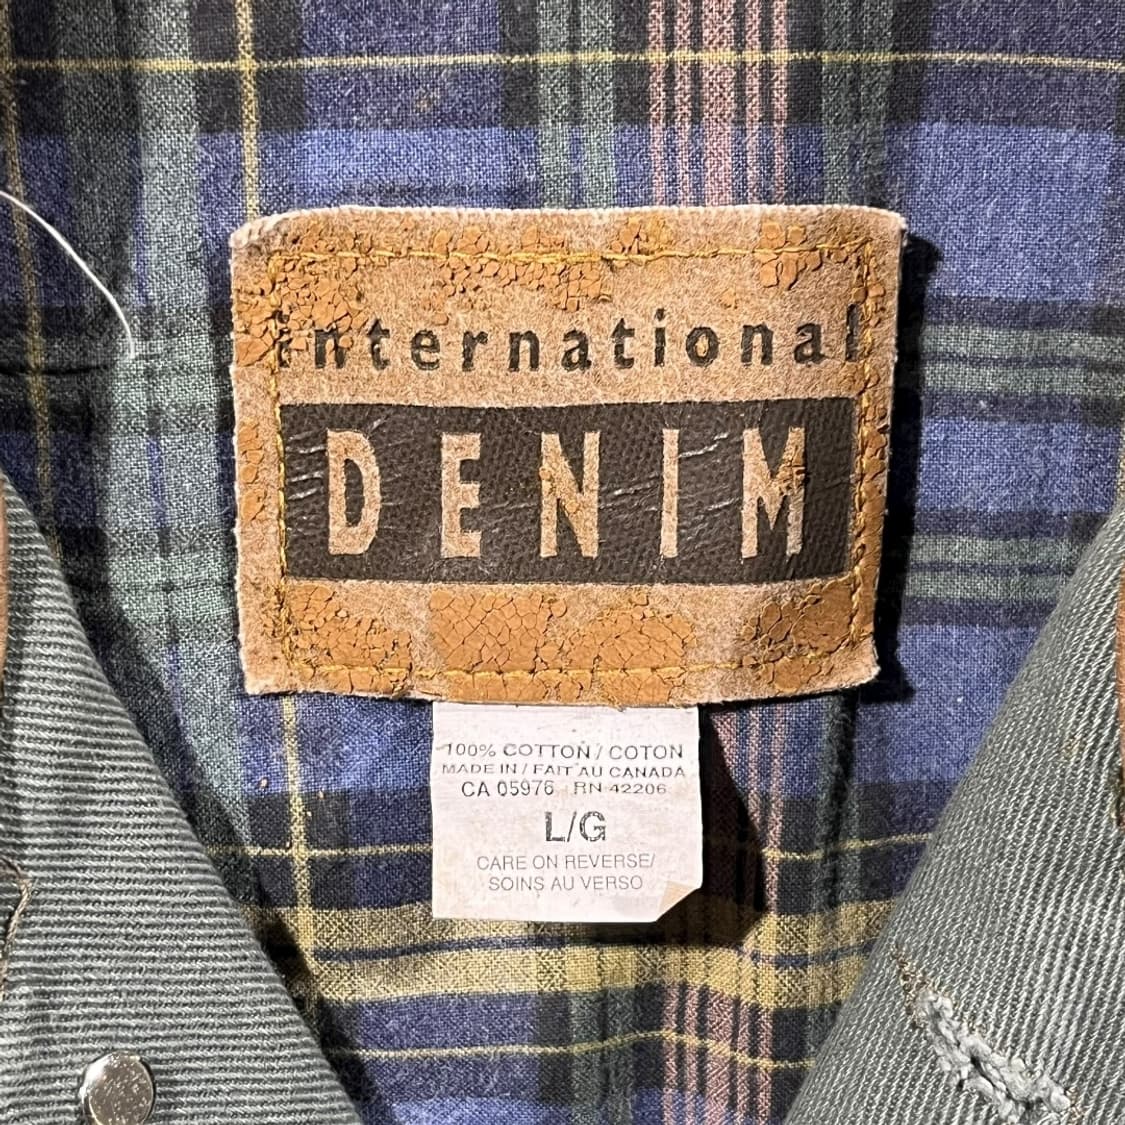 international
DENIM
100% COTTON / COTON
MADE IN / FAIT AU CANADA
CA 05976 RN 42206
L/G
CARE ON REVERSE/
SOINS AU VERSO